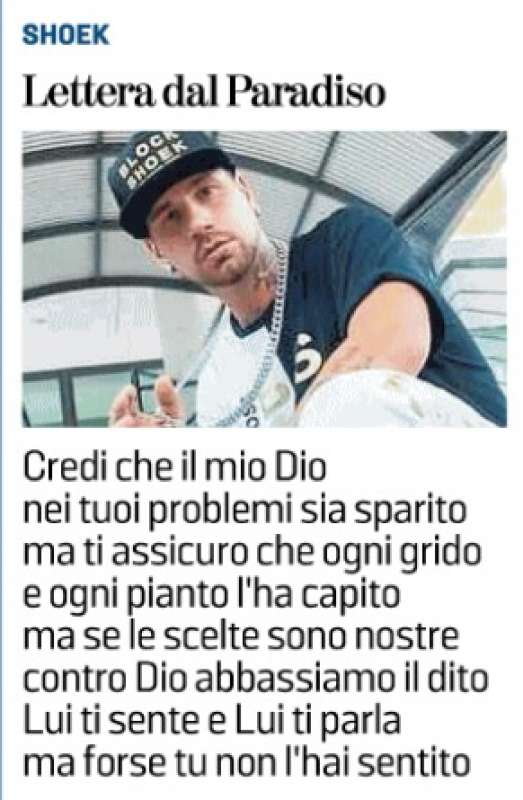 SHOEK
Lettera dal Paradiso
BLOCK
SHOEK
Credi che il mio Dio
nei tuoi problemi sia sparito
ma ti assicuro che ogni grido
e ogni pianto l'ha capito
ma se le scelte sono nostre
contro Dio abbassiamo il dito
Lui ti sente e Lui ti parla
ma forse tu non l'hai sentito